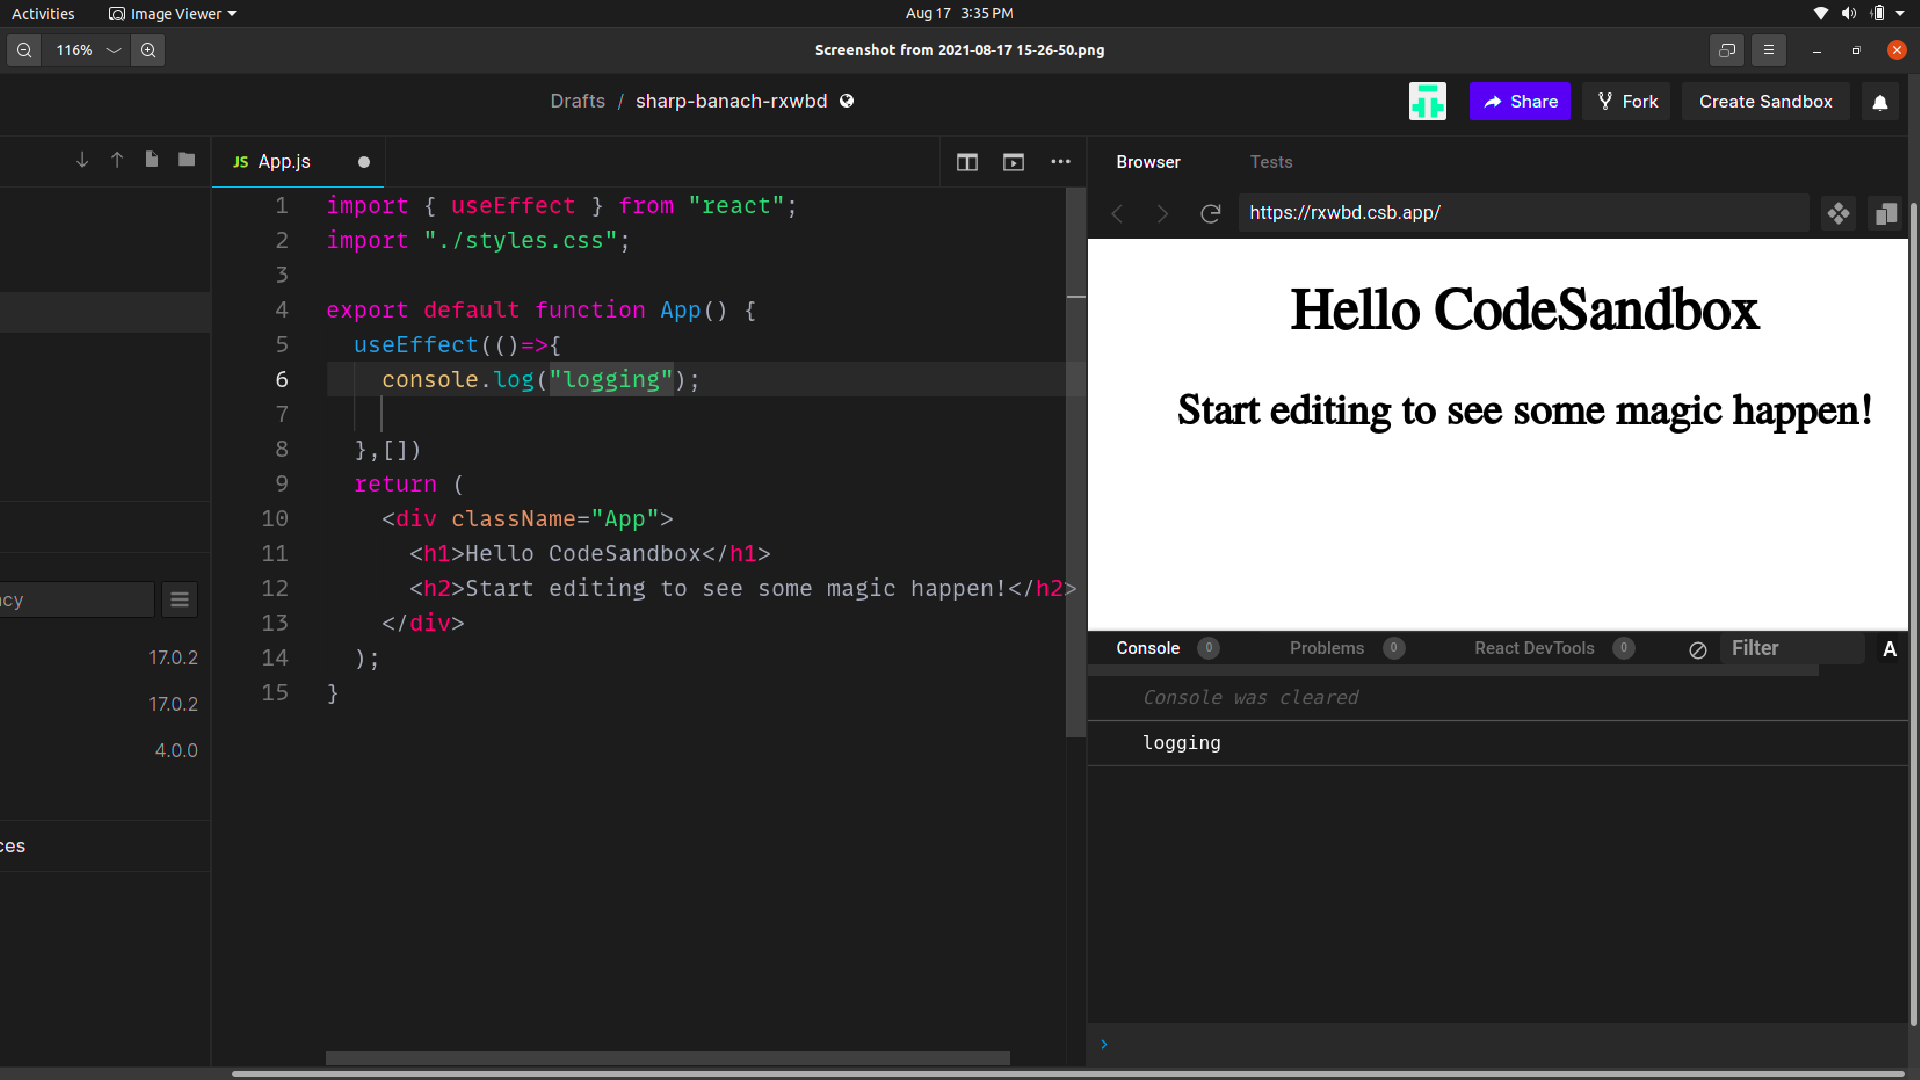 Activities Image Viewer Aug 17 3:35 PM
116% Screenshot from 2021-08-17 15-26-50.png
Drafts / sharp-banach-rxwbd Share Fork Create Sandbox
JS App.js
Browser Tests
https://rxwbd.csb.app/
1 import { useEffect } from "react";
2 import "./styles.css";
3
4 export default function App() {
5 useEffect(()=>{
6 console.log("logging");
7
8 },[])
9 return (
10 <div className="App">
11 <h1>Hello CodeSandbox</h1>
12 <h2>Start editing to see some magic happen!</h2>
13 </div>
14 );
15 }
cy
17.0.2
17.0.2
4.0.0
ces
Hello CodeSandbox
Start editing to see some magic happen!
Console 0 Problems 0 React DevTools 0 Filter A
Console was cleared
logging